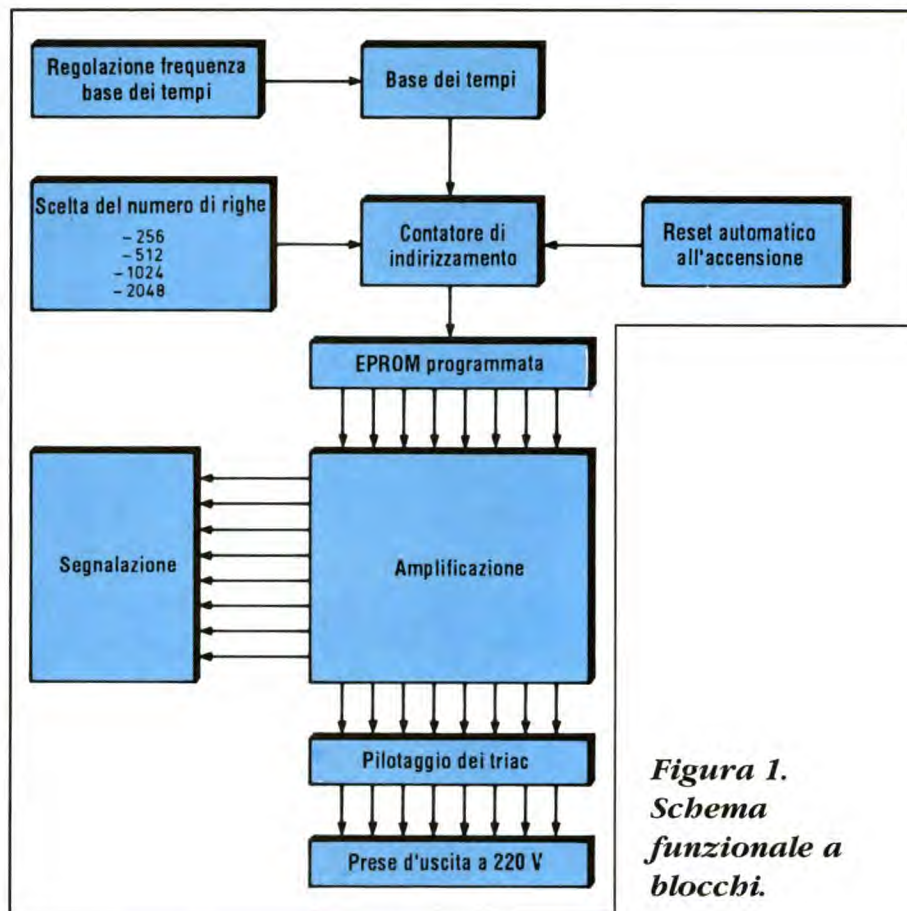 Regolazione frequenza
base dei tempi
Base dei tempi
Scelta del numero di righe
– 256
– 512
– 1024
– 2048
Contatore di
indirizzamento
Reset automatico
all'accensione
EPROM programmata
Segnalazione
Amplificazione
Pilotaggio dei triac
Prese d'uscita a 220 V
Figura 1.
Schema
funzionale a
blocchi.